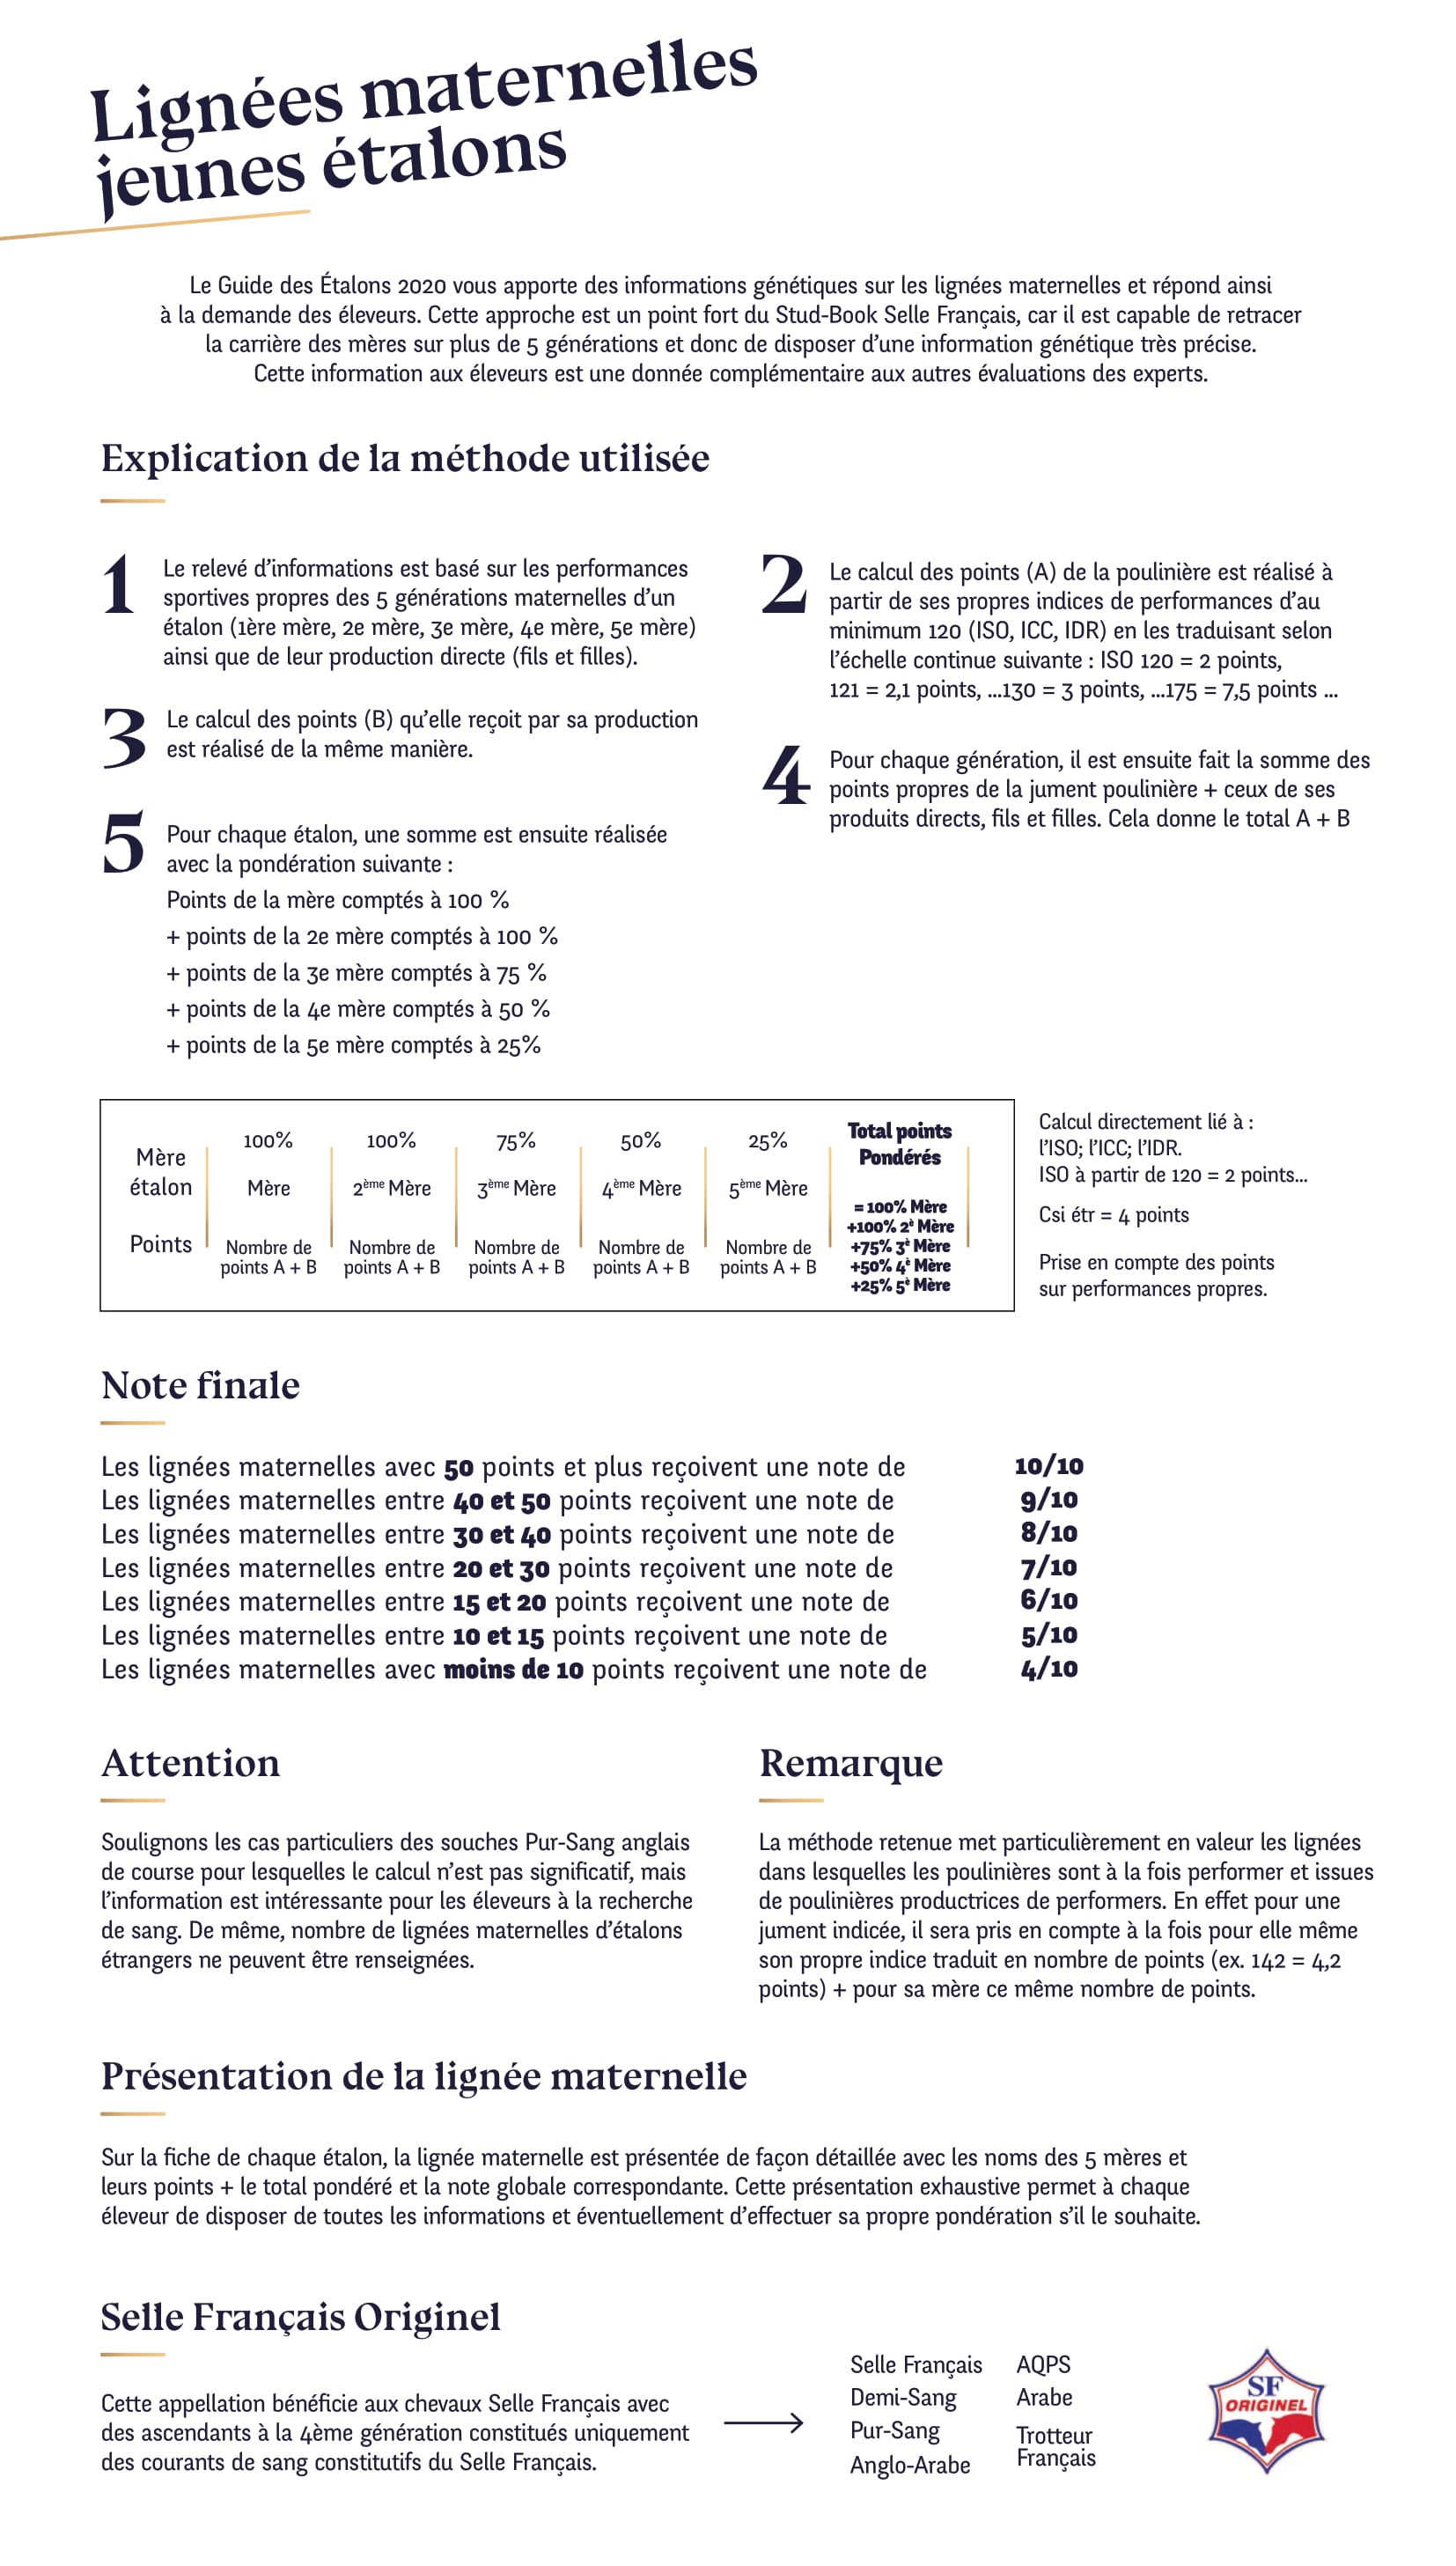 Lignées maternelles
jeunes étalons
Le Guide des Étalons 2020 vous apporte des informations génétiques sur les lignées maternelles et répond ainsi
à la demande des éleveurs. Cette approche est un point fort du Stud-Book Selle Français, car il est capable de retracer
la carrière des mères sur plus de 5 générations et donc de disposer d’une information génétique très précise.
Cette information aux éleveurs est une donnée complémentaire aux autres évaluations des experts.
Explication de la méthode utilisée
1
Le relevé d’informations est basé sur les performances
sportives propres des 5 générations maternelles d’un
étalon (1ère mère, 2e mère, 3e mère, 4e mère, 5e mère)
ainsi que de leur production directe (fils et filles).
2
Le calcul des points (A) de la poulinière est réalisé à
partir de ses propres indices de performances d’au
minimum 120 (ISO, ICC, IDR) en les traduisant selon
l’échelle continue suivante : ISO 120 = 2 points,
121 = 2,1 points, ...130 = 3 points, ...175 = 7,5 points ...
3
Le calcul des points (B) qu’elle reçoit par sa production
est réalisé de la même manière.
4
Pour chaque génération, il est ensuite fait la somme des
points propres de la jument poulinière + ceux de ses
produits directs, fils et filles. Cela donne le total A + B
5
Pour chaque étalon, une somme est ensuite réalisée
avec la pondération suivante :
Points de la mère comptés à 100 %
+ points de la 2e mère comptés à 100 %
+ points de la 3e mère comptés à 75 %
+ points de la 4e mère comptés à 50 %
+ points de la 5e mère comptés à 25%
Mère
étalon
Points
100%
Mère
Nombre de
points A + B
100%
2ème Mère
Nombre de
points A + B
75%
3ème Mère
Nombre de
points A + B
50%
4ème Mère
Nombre de
points A + B
25%
5ème Mère
Nombre de
points A + B
Total points
Pondérés
= 100% Mère
+100% 2è Mère
+75% 3è Mère
+50% 4è Mère
+25% 5è Mère
Calcul directement lié à :
l’ISO; l’ICC; l’IDR.
ISO à partir de 120 = 2 points...
Csi étr = 4 points
Prise en compte des points
sur performances propres.
Note finale
Les lignées maternelles avec 50 points et plus reçoivent une note de 10/10
Les lignées maternelles entre 40 et 50 points reçoivent une note de 9/10
Les lignées maternelles entre 30 et 40 points reçoivent une note de 8/10
Les lignées maternelles entre 20 et 30 points reçoivent une note de 7/10
Les lignées maternelles entre 15 et 20 points reçoivent une note de 6/10
Les lignées maternelles entre 10 et 15 points reçoivent une note de 5/10
Les lignées maternelles avec moins de 10 points reçoivent une note de 4/10
Attention
Soulignons les cas particuliers des souches Pur-Sang anglais
de course pour lesquelles le calcul n’est pas significatif, mais
l’information est intéressante pour les éleveurs à la recherche
de sang. De même, nombre de lignées maternelles d’étalons
étrangers ne peuvent être renseignées.
Remarque
La méthode retenue met particulièrement en valeur les lignées
dans lesquelles les poulinières sont à la fois performer et issues
de poulinières productrices de performers. En effet pour une
jument indicée, il sera pris en compte à la fois pour elle même
son propre indice traduit en nombre de points (ex. 142 = 4,2
points) + pour sa mère ce même nombre de points.
Présentation de la lignée maternelle
Sur la fiche de chaque étalon, la lignée maternelle est présentée de façon détaillée avec les noms des 5 mères et
leurs points + le total pondéré et la note globale correspondante. Cette présentation exhaustive permet à chaque
éleveur de disposer de toutes les informations et éventuellement d’effectuer sa propre pondération s’il le souhaite.
Selle Français Originel
Cette appellation bénéficie aux chevaux Selle Français avec
des ascendants à la 4ème génération constitués uniquement
des courants de sang constitutifs du Selle Français.
Selle Français
Demi-Sang
Pur-Sang
Anglo-Arabe
AQPS
Arabe
Trotteur
Français
SF
ORIGINEL